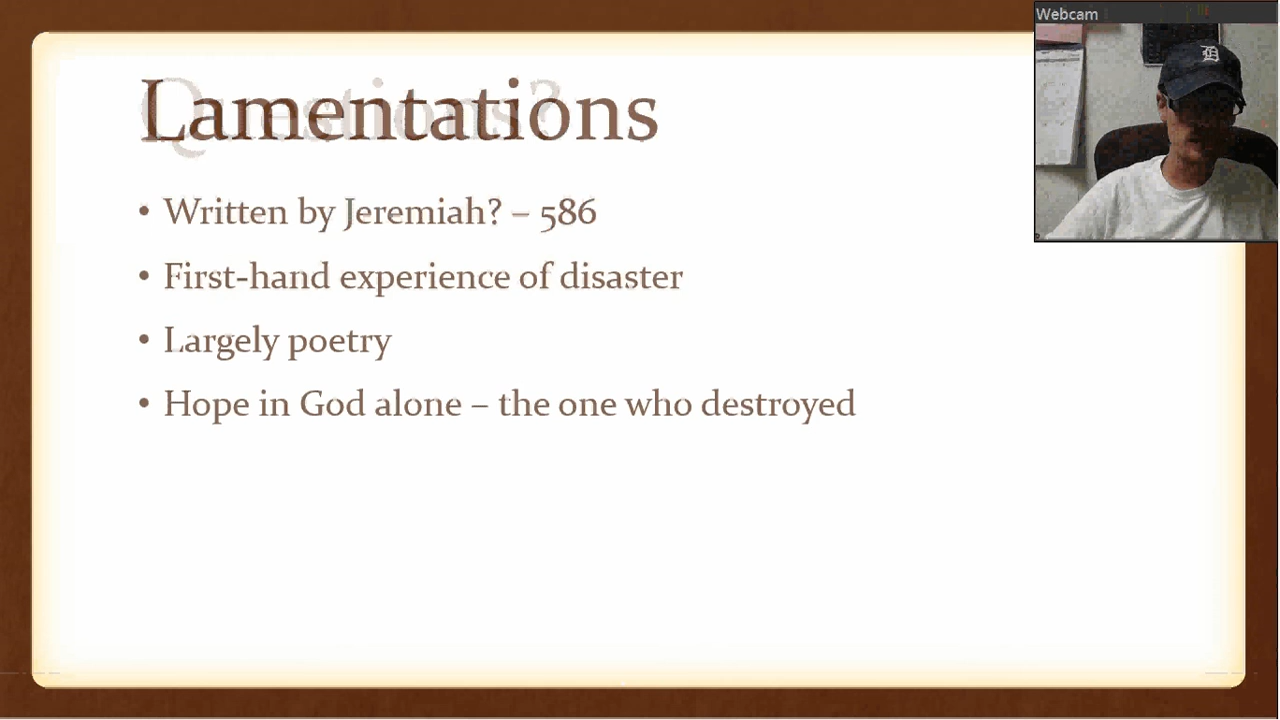 Webcam
Lamentations
Questions?
• Written by Jeremiah? – 586
• First-hand experience of disaster
• Largely poetry
• Hope in God alone – the one who destroyed
D